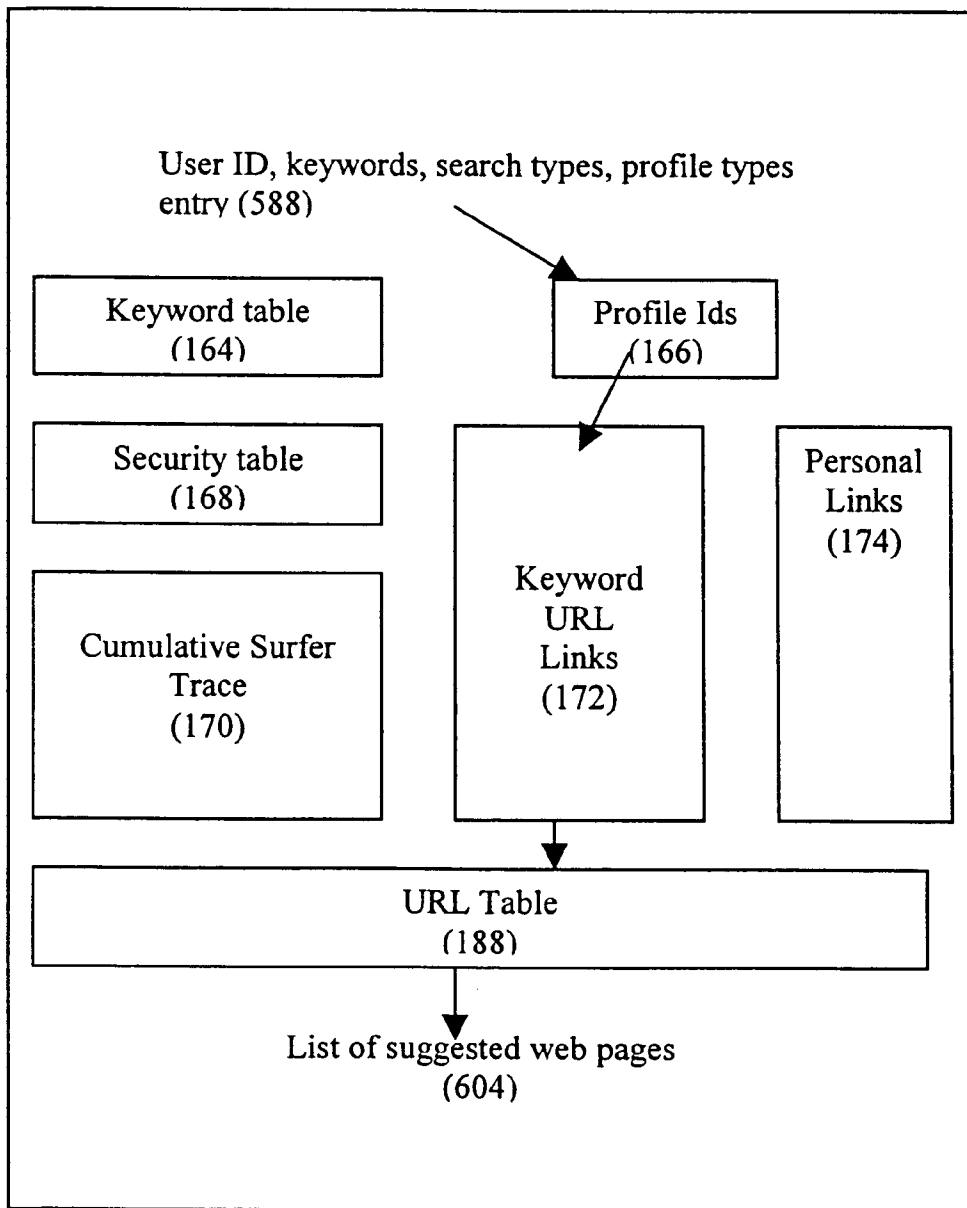 User ID, keywords, search types, profile types
entry (588)
Keyword table
(164)
Profile Ids
(166)
Security table
(168)
Cumulative Surfer
Trace
(170)
Keyword
URL
Links
(172)
Personal
Links
(174)
URL Table
(188)
List of suggested web pages
(604)